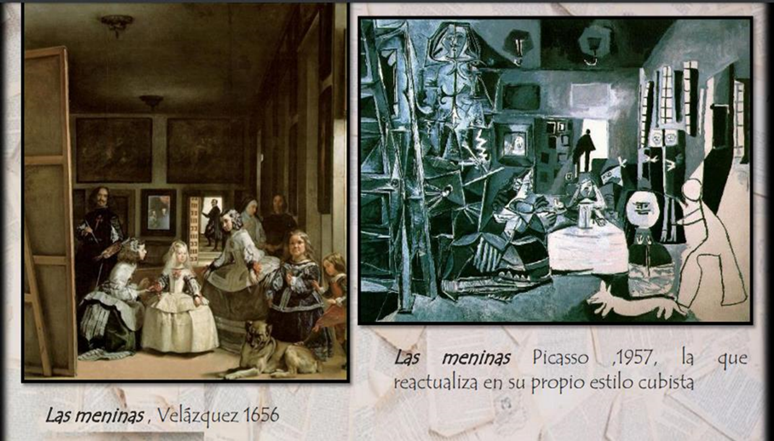 Las meninas , Velázquez 1656
Las meninas Picasso ,1957, la que
reactualiza en su propio estilo cubista